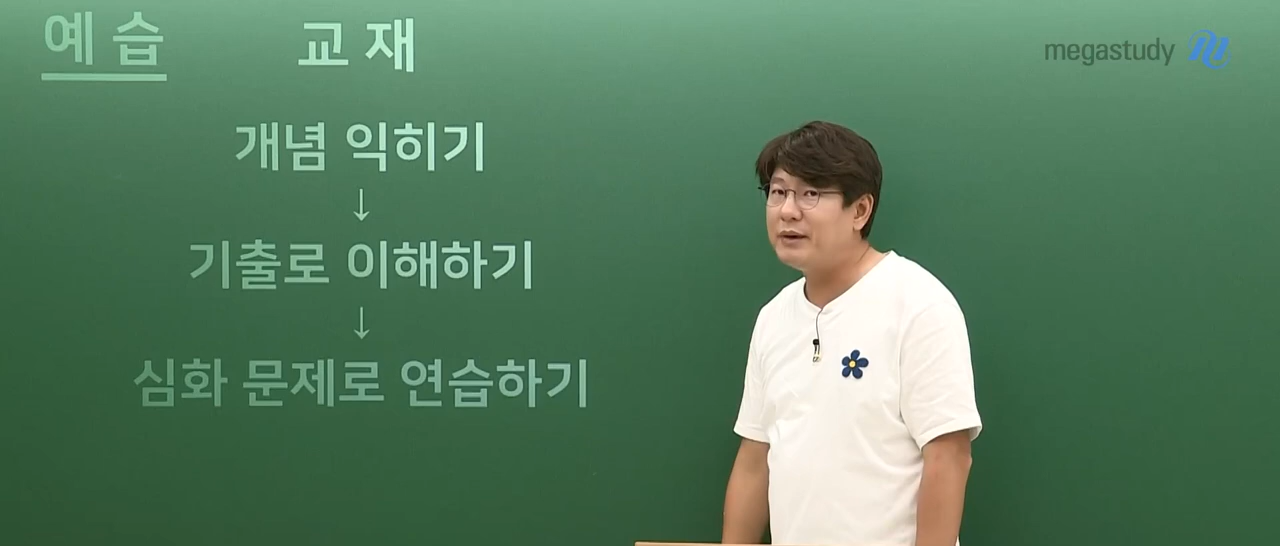 예습 교재
megastudy
개념 익히기
↓
기출로 이해하기
↓
심화 문제로 연습하기